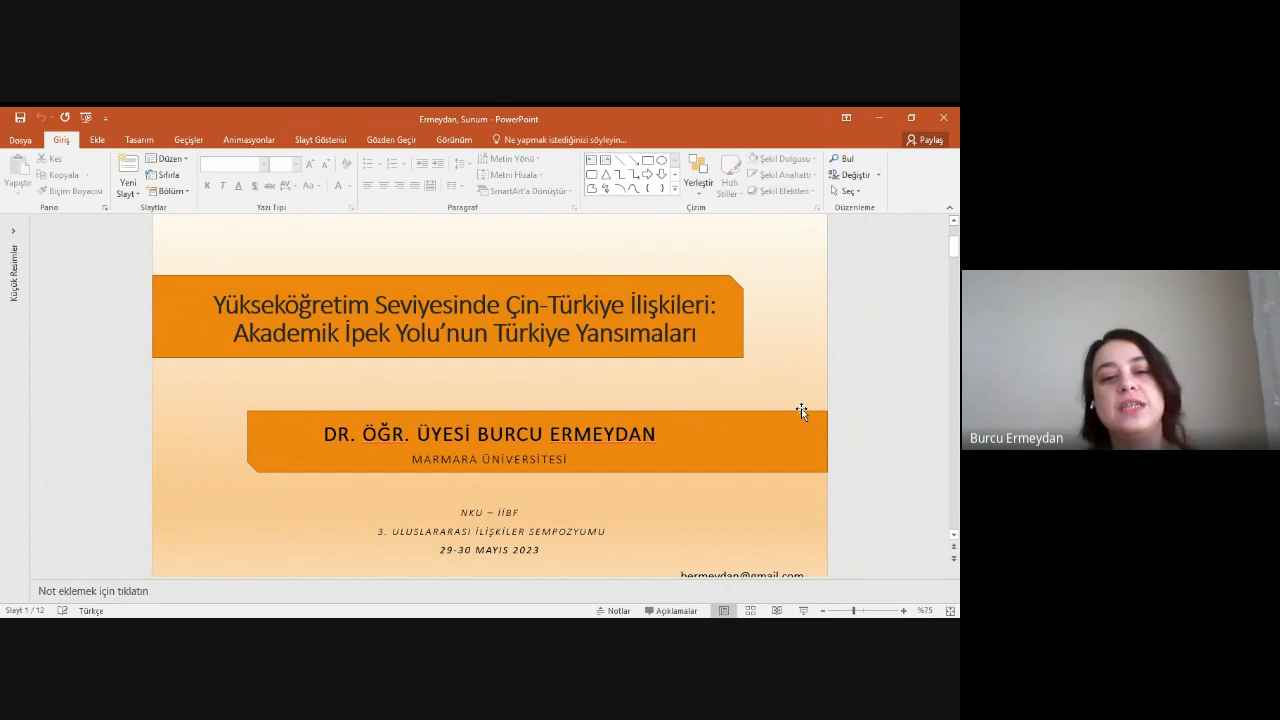 Ermeydan, Sunum - PowerPoint
Dosya Giriş Ekle Tasarım Geçişler Animasyonlar Slayt Gösterisi Gözden Geçir Görünüm Ne yapmak istediğinizi söyleyin... Paylaş
Yapıştır
Kes
Kopyala
Biçim Boyacısı
Pano
Yeni Slayt
Düzen
Sıfırla
Bölüm
Slaytlar
K T A S abc AV Aa A
Yazı Tipi
Metin Yönü
Metni Hizala
SmartArt'a Dönüştür
Paragraf
Yerleştir
Hızlı Stiller
Şekil Dolgusu
Şekil Anahattı
Şekil Efektleri
Çizim
Bul
Değiştir
Seç
Düzenleme
Küçük Resimler
Yükseköğretim Seviyesinde Çin-Türkiye İlişkileri:
Akademik İpek Yolu'nun Türkiye Yansımaları
DR. ÖĞR. ÜYESİ BURCU ERMEYDAN
MARMARA ÜNİVERSİTESİ
NKU – İİBF
3. ULUSLARARASI İLİŞKİLER SEMPOZYUMU
29-30 MAYIS 2023
bermeydan@gmail.com
Not eklemek için tıklatın
Slayt 1 / 12 Türkçe Notlar Açıklamalar %75
Burcu Ermeydan